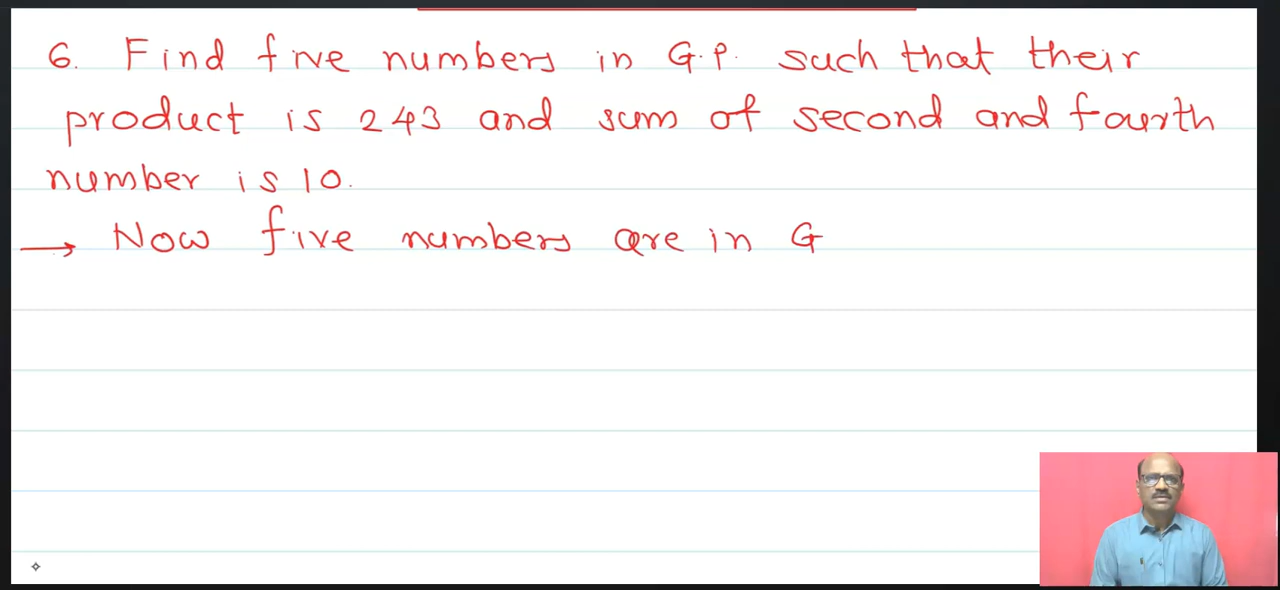 6. Find five numbers in G.P. such that their
product is 243 and sum of second and fourth
number is 10.
→ Now five numbers are in G